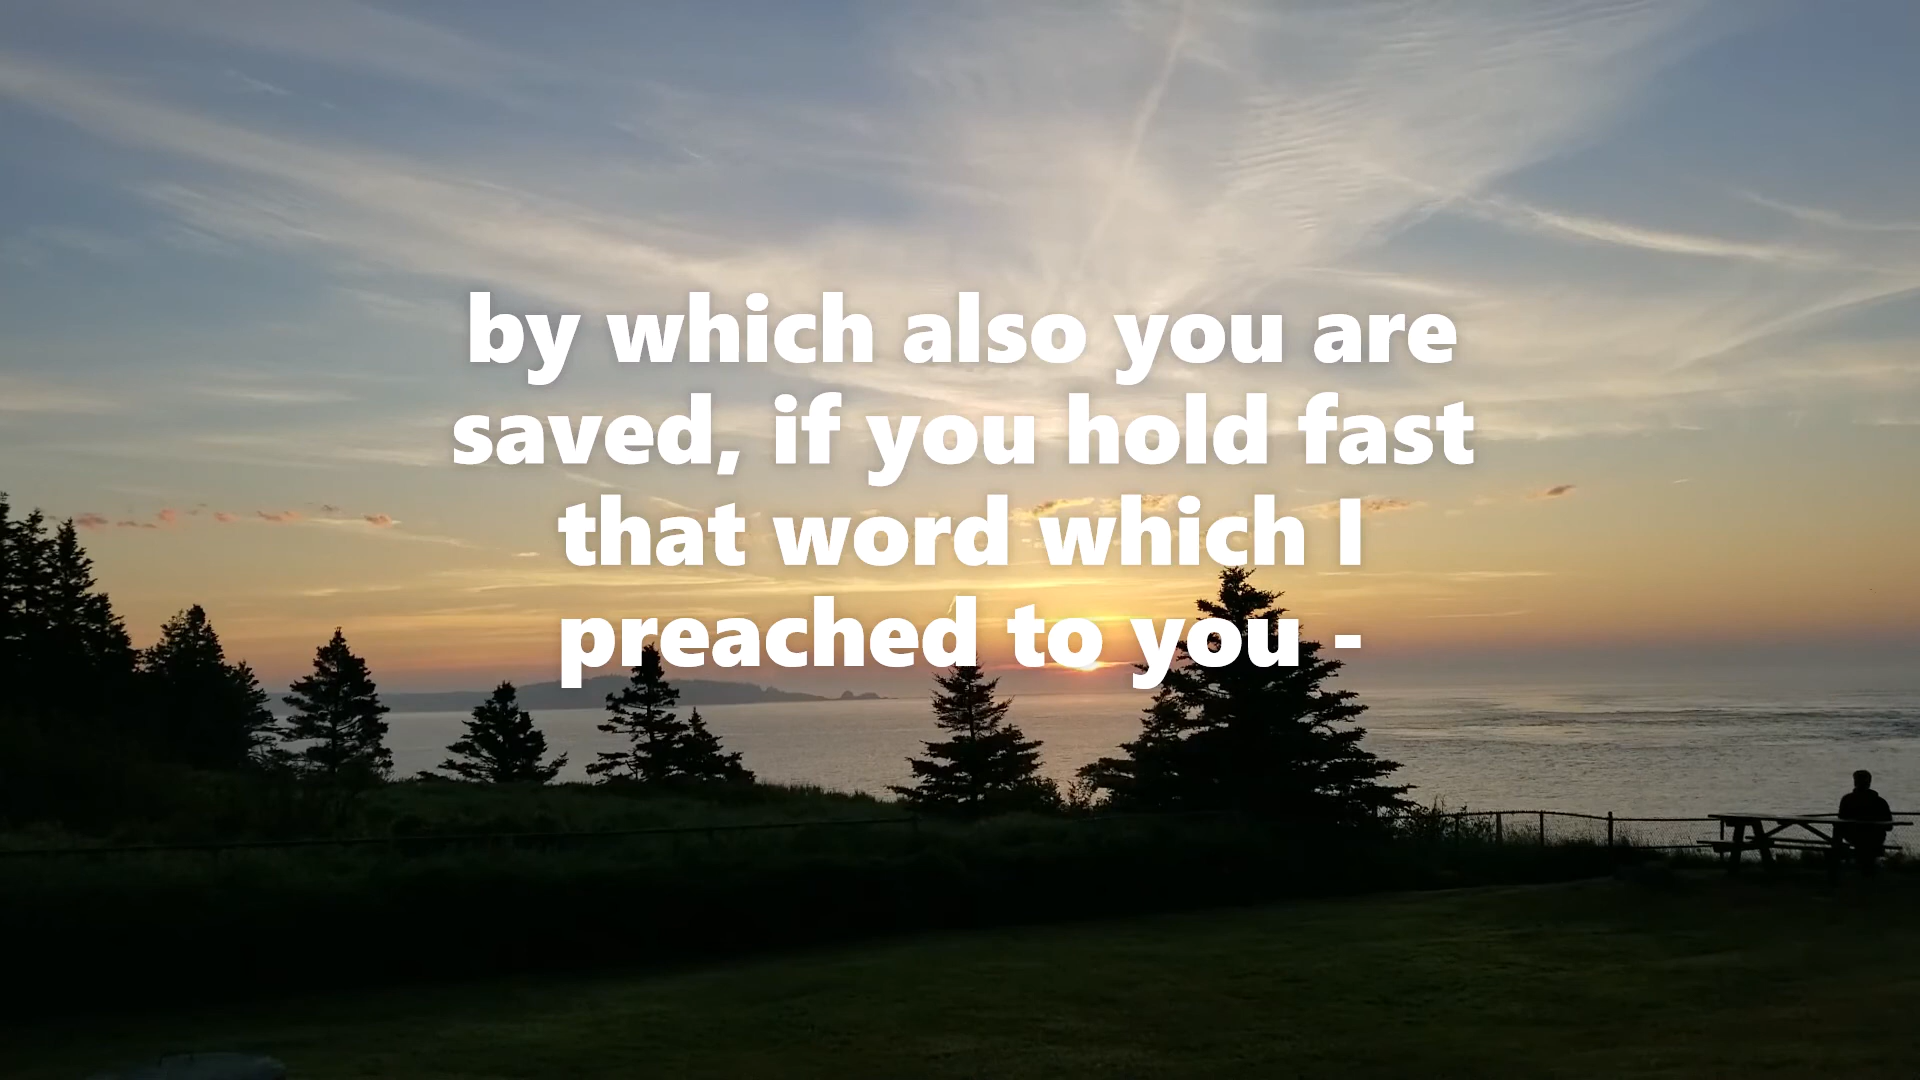 by which also you are
saved, if you hold fast
that word which I
preached to you -